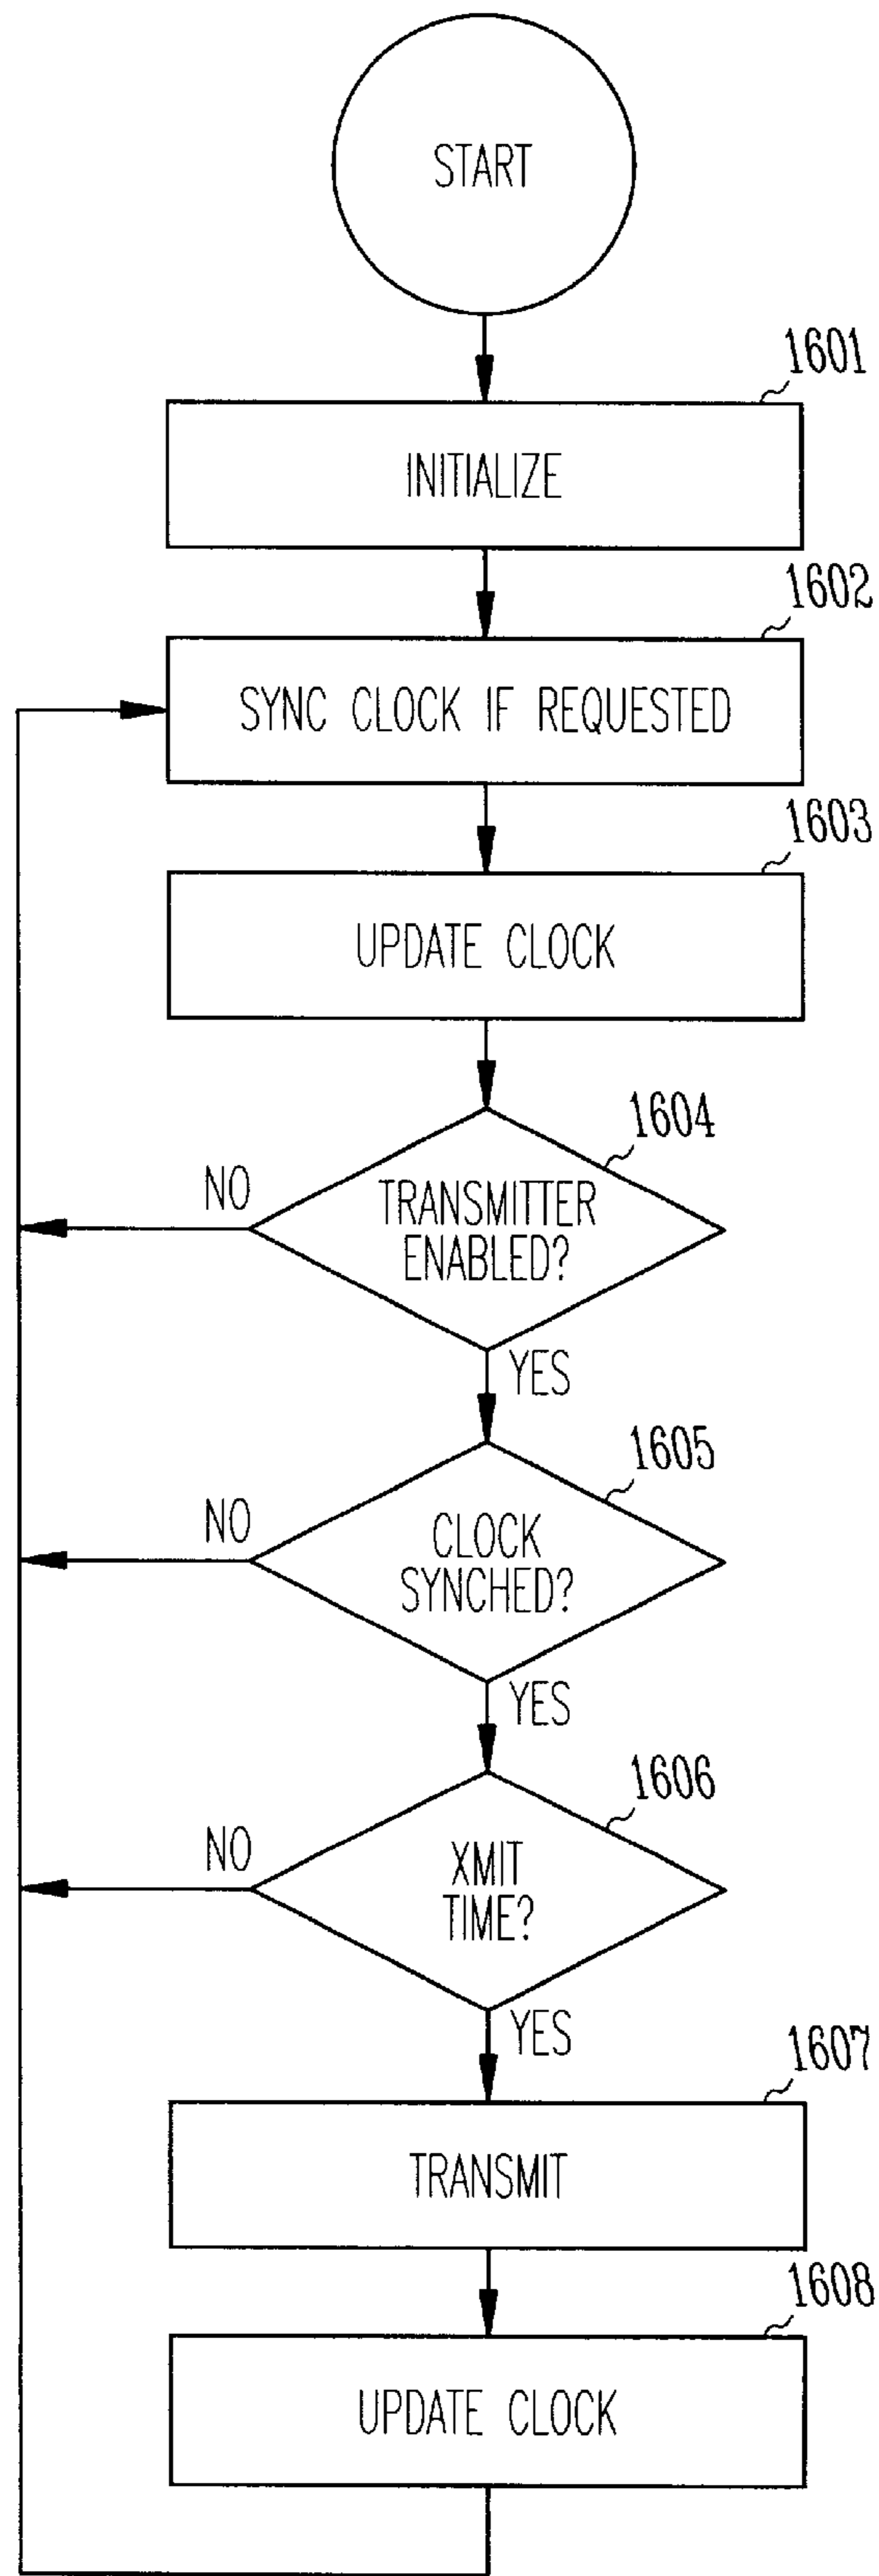 START
1601
INITIALIZE
1602
SYNC CLOCK IF REQUESTED
1603
UPDATE CLOCK
1604
NO
TRANSMITTER
ENABLED?
YES
1605
NO
CLOCK
SYNCHED?
YES
1606
NO
XMIT
TIME?
YES
1607
TRANSMIT
1608
UPDATE CLOCK